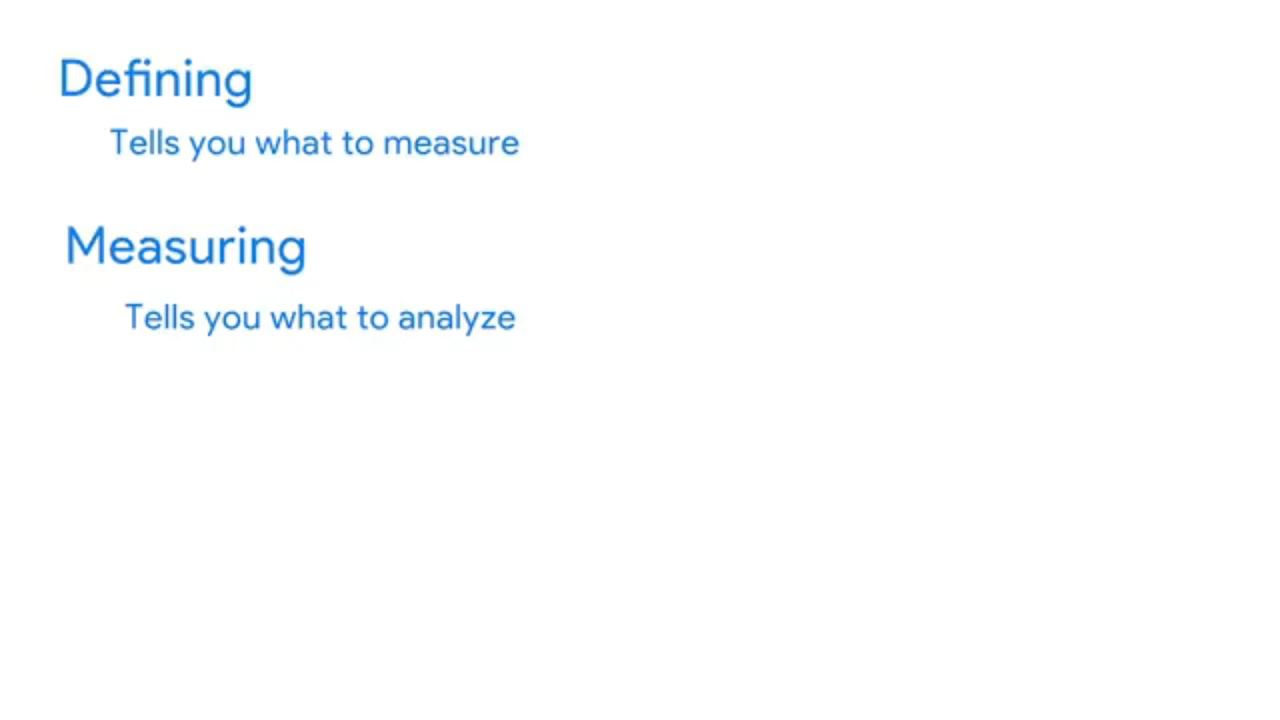 Defining
Tells you what to measure
Measuring
Tells you what to analyze